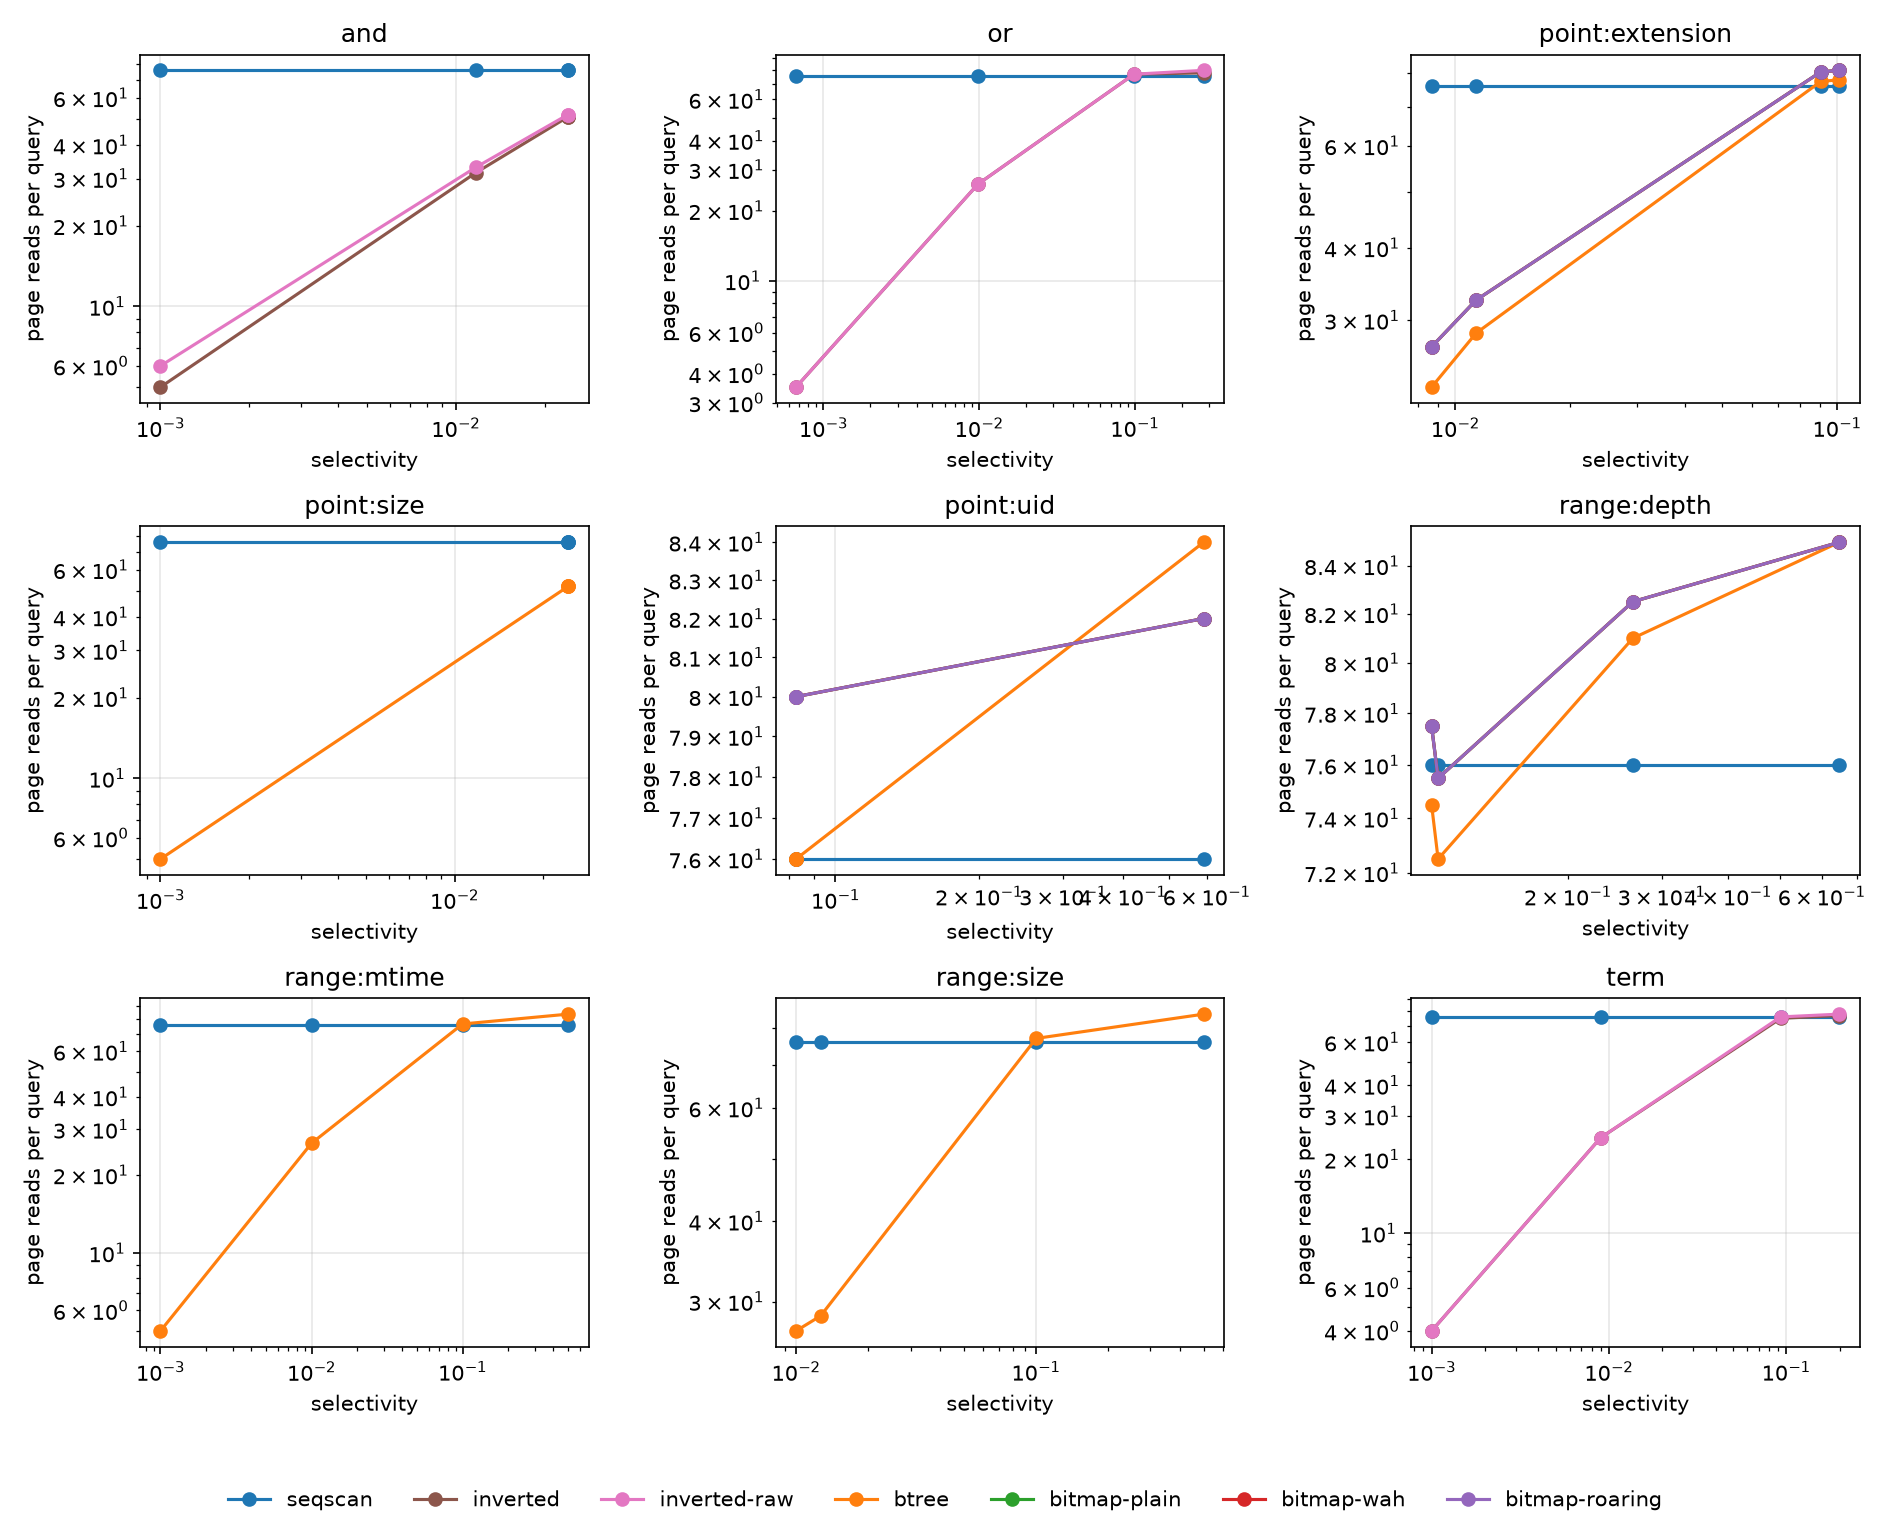 and
or
point:extension
page reads per query
6 × 10¹
4 × 10¹
3 × 10¹
2 × 10¹
10¹
6 × 10⁰
10⁻³
10⁻²
selectivity
page reads per query
6 × 10¹
4 × 10¹
3 × 10¹
2 × 10¹
10¹
6 × 10⁰
4 × 10⁰
3 × 10⁰
10⁻³
10⁻²
10⁻¹
selectivity
page reads per query
6 × 10¹
4 × 10¹
3 × 10¹
10⁻²
10⁻¹
selectivity
point:size
point:uid
range:depth
page reads per query
6 × 10¹
4 × 10¹
3 × 10¹
2 × 10¹
10¹
6 × 10⁰
10⁻³
10⁻²
selectivity
page reads per query
8.4 × 10¹
8.3 × 10¹
8.2 × 10¹
8.1 × 10¹
8 × 10¹
7.9 × 10¹
7.8 × 10¹
7.7 × 10¹
7.6 × 10¹
10⁻¹
2 × 10⁻¹
3 × 10⁻¹
4 × 10⁻¹
6 × 10⁻¹
selectivity
page reads per query
8.4 × 10¹
8.2 × 10¹
8 × 10¹
7.8 × 10¹
7.6 × 10¹
7.4 × 10¹
7.2 × 10¹
2 × 10⁻¹
3 × 10⁻¹
4 × 10⁻¹
6 × 10⁻¹
selectivity
range:mtime
range:size
term
page reads per query
6 × 10¹
4 × 10¹
3 × 10¹
2 × 10¹
10¹
6 × 10⁰
10⁻³
10⁻²
10⁻¹
selectivity
page reads per query
6 × 10¹
4 × 10¹
3 × 10¹
10⁻²
10⁻¹
selectivity
page reads per query
6 × 10¹
4 × 10¹
3 × 10¹
2 × 10¹
10¹
6 × 10⁰
4 × 10⁰
10⁻³
10⁻²
10⁻¹
selectivity
seqscan
inverted
inverted-raw
btree
bitmap-plain
bitmap-wah
bitmap-roaring